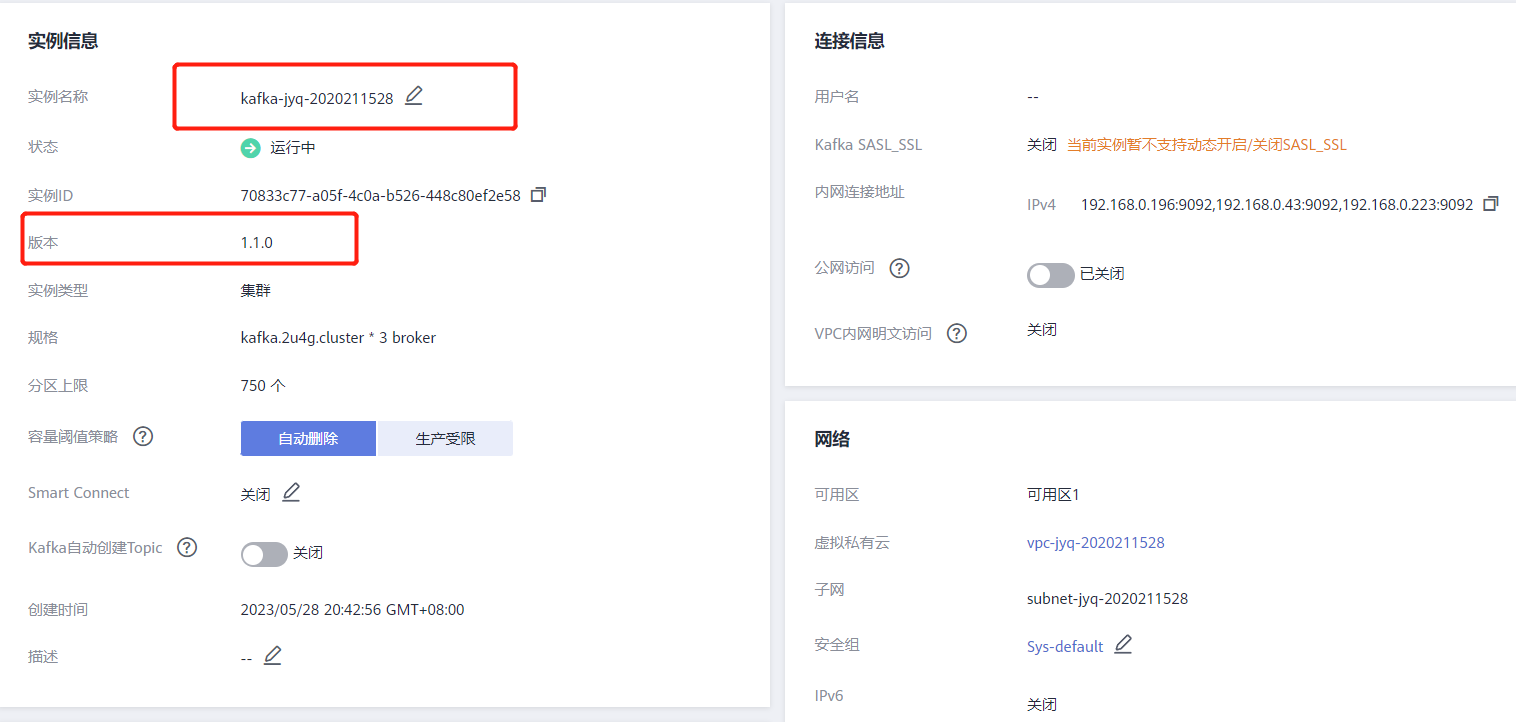 实例信息
实例名称 kafka-jyq-2020211528
状态 运行中
实例ID 70833c77-a05f-4c0a-b526-448c80ef2e58
版本 1.1.0
实例类型 集群
规格 kafka.2u4g.cluster * 3 broker
分区上限 750 个
容量阈值策略 ? 自动删除 生产受限
Smart Connect 关闭
Kafka自动创建Topic ? 关闭
创建时间 2023/05/28 20:42:56 GMT+08:00
描述 --
连接信息
用户名 --
Kafka SASL_SSL 关闭 当前实例暂不支持动态开启/关闭SASL_SSL
内网连接地址 IPv4 192.168.0.196:9092,192.168.0.43:9092,192.168.0.223:9092
公网访问 ? 已关闭
VPC内网明文访问 ? 关闭
网络
可用区 可用区1
虚拟私有云 vpc-jyq-2020211528
子网 subnet-jyq-2020211528
安全组 Sys-default
IPv6 关闭